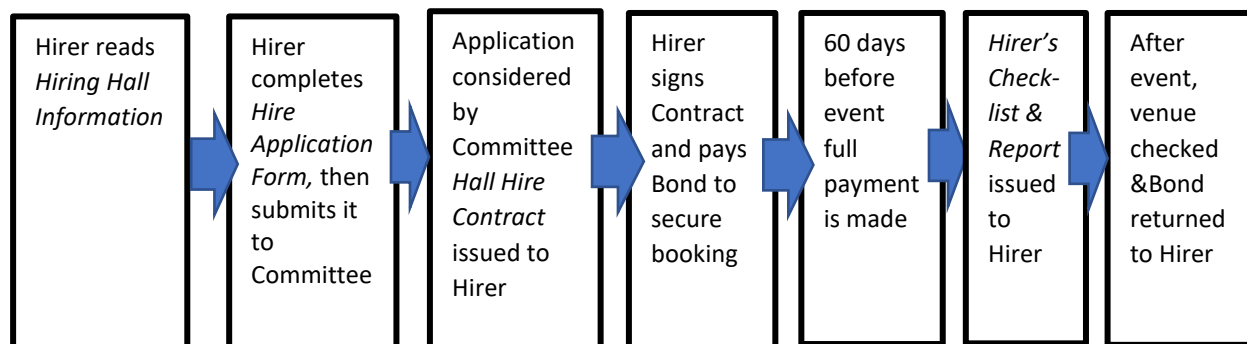 Hirer reads
Hiring Hall
Information
Hirer
completes
Hire
Application
Form, then
submits it
to
Committee
Application
considered
by
Committee
Hall Hire
Contract
issued to
Hirer
Hirer
signs
Contract
and pays
Bond to
secure
booking
60 days
before
event
full
payment
is made
Hirer’s
Check-
list &
Report
issued
to
Hirer
After
event,
venue
checked
&Bond
returned
to Hirer